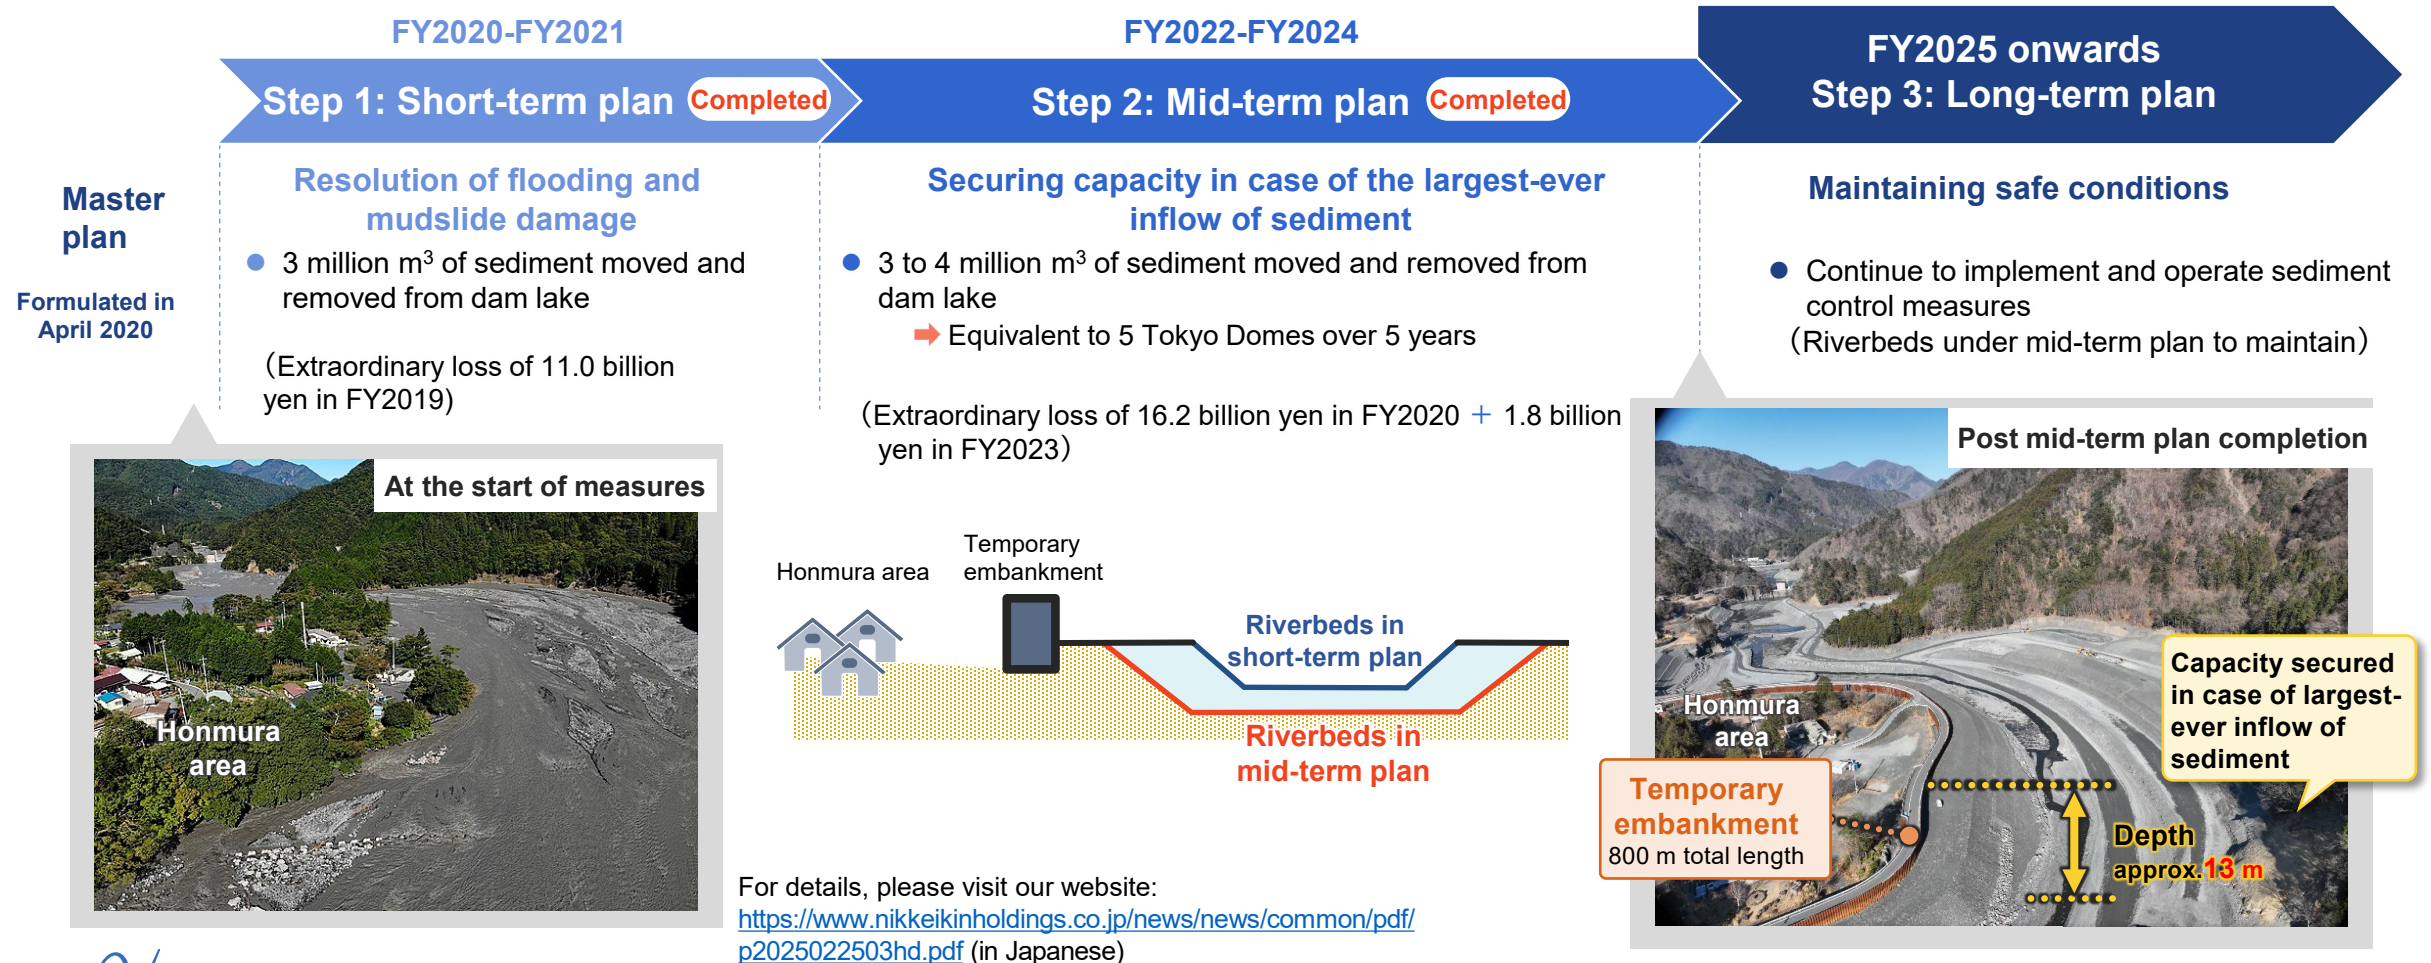 FY2020-FY2021
Step 1: Short-term plan Completed
FY2022-FY2024
Step 2: Mid-term plan Completed
FY2025 onwards
Step 3: Long-term plan
Master
plan
Formulated in
April 2020
Resolution of flooding and
mudslide damage
● 3 million m³ of sediment moved and
removed from dam lake
（Extraordinary loss of 11.0 billion
yen in FY2019)
Securing capacity in case of the largest-ever
inflow of sediment
● 3 to 4 million m³ of sediment moved and removed from
dam lake
➡ Equivalent to 5 Tokyo Domes over 5 years
（Extraordinary loss of 16.2 billion yen in FY2020 ＋ 1.8 billion
yen in FY2023）
Maintaining safe conditions
● Continue to implement and operate sediment
control measures
（Riverbeds under mid-term plan to maintain）
At the start of measures
Honmura
area
Honmura area
Temporary
embankment
Riverbeds in
short-term plan
Riverbeds in
mid-term plan
For details, please visit our website:
https://www.nikkeikinholdings.co.jp/news/news/common/pdf/
p2025022503hd.pdf (in Japanese)
Post mid-term plan completion
Honmura
area
Temporary
embankment
800 m total length
Capacity secured
in case of largest-
ever inflow of
sediment
Depth
approx.13 m